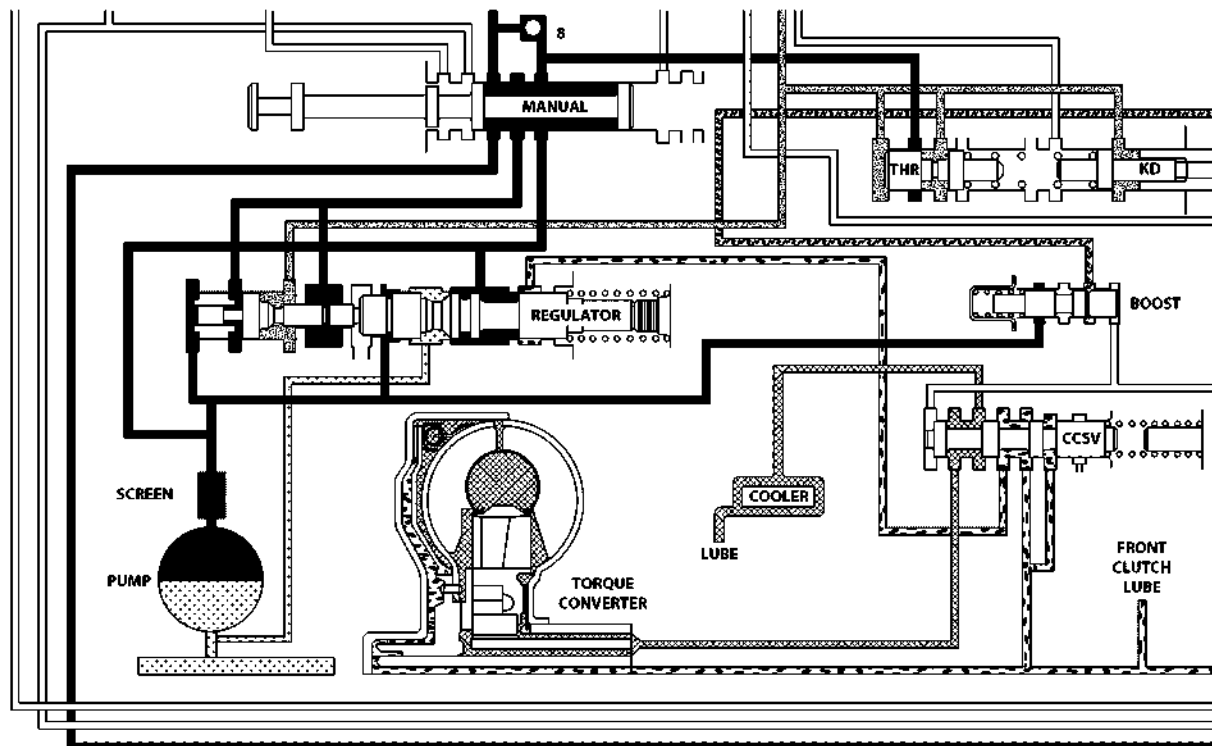 8
MANUAL
THR
KD
REGULATOR
BOOST
CCSV
SCREEN
COOLER
LUBE
PUMP
TORQUE
CONVERTER
FRONT
CLUTCH
LUBE